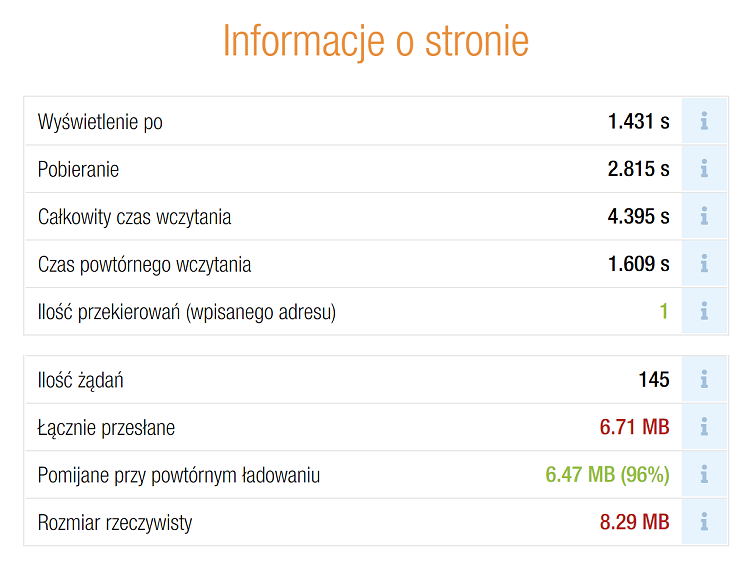 Informacje o stronie
Wyświetlenie po 1.431 s
Pobieranie 2.815 s
Całkowity czas wczytania 4.395 s
Czas powtórnego wczytania 1.609 s
Ilość przekierowań (wpisanego adresu) 1
Ilość żądań 145
Łącznie przesłane 6.71 MB
Pomijane przy powtórnym ładowaniu 6.47 MB (96%)
Rozmiar rzeczywisty 8.29 MB